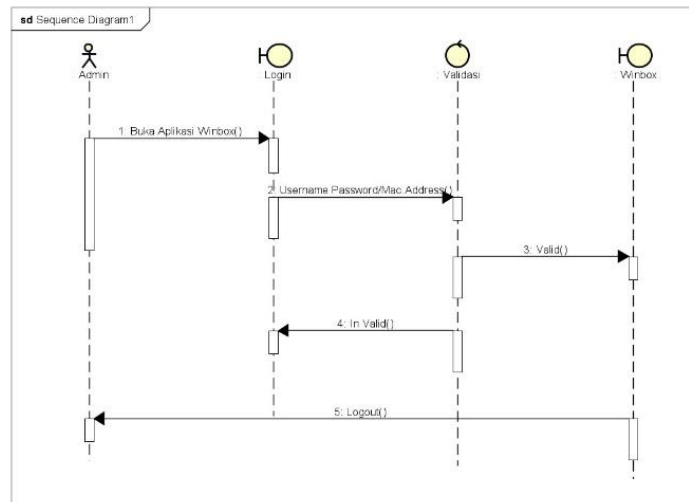 sd Sequence Diagram1
Admin
Login
: Validasi
: Winbox
1: Buka Aplikasi Winbox()
2: Username Password/Mac Address()
3: Valid()
4: In Valid()
5: Logout()